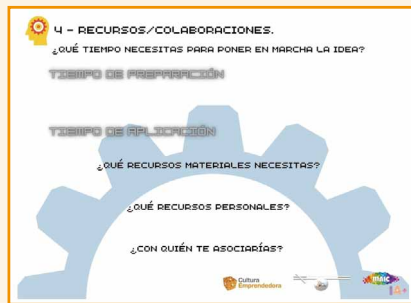 4 - RECURSOS/COLABORACIONES.
¿QUÉ TIEMPO NECESITAS PARA PONER EN MARCHA LA IDEA?
TIEMPO DE PREPARACIÓN
TIEMPO DE APLICACIÓN
¿QUÉ RECURSOS MATERIALES NECESITAS?
¿QUÉ RECURSOS PERSONALES?
¿CON QUIÉN TE ASOCIARÍAS?
Cultura
Emprendedora